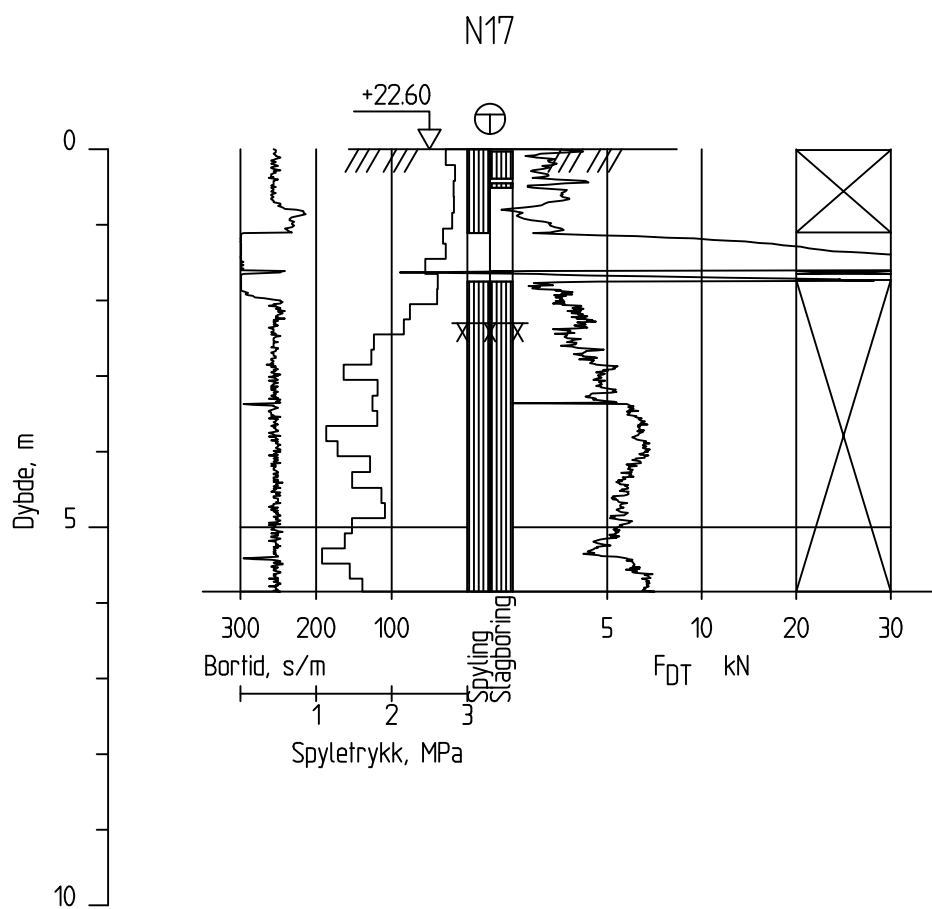 N17
+22.60
0
5
10
Dybde, m
300 200 100
5 10 20 30
Bortid, s/m
Spyling
Slagboring
FDT kN
1 2 3
Spyletrykk, MPa